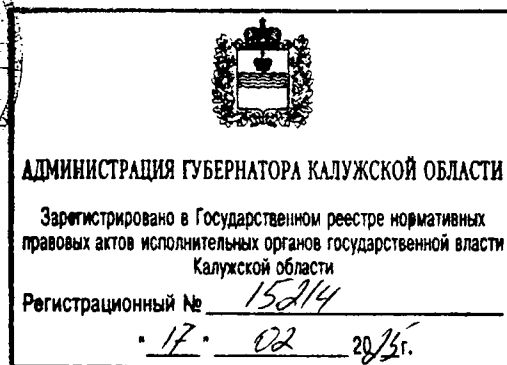 АДМИНИСТРАЦИЯ ГУБЕРНАТОРА КАЛУЖСКОЙ ОБЛАСТИ
Зарегистрировано в Государственном реестре нормативных
правовых актов исполнительных органов государственной власти
Калужской области
Регистрационный № 15214
" 17 " 02 2025г.